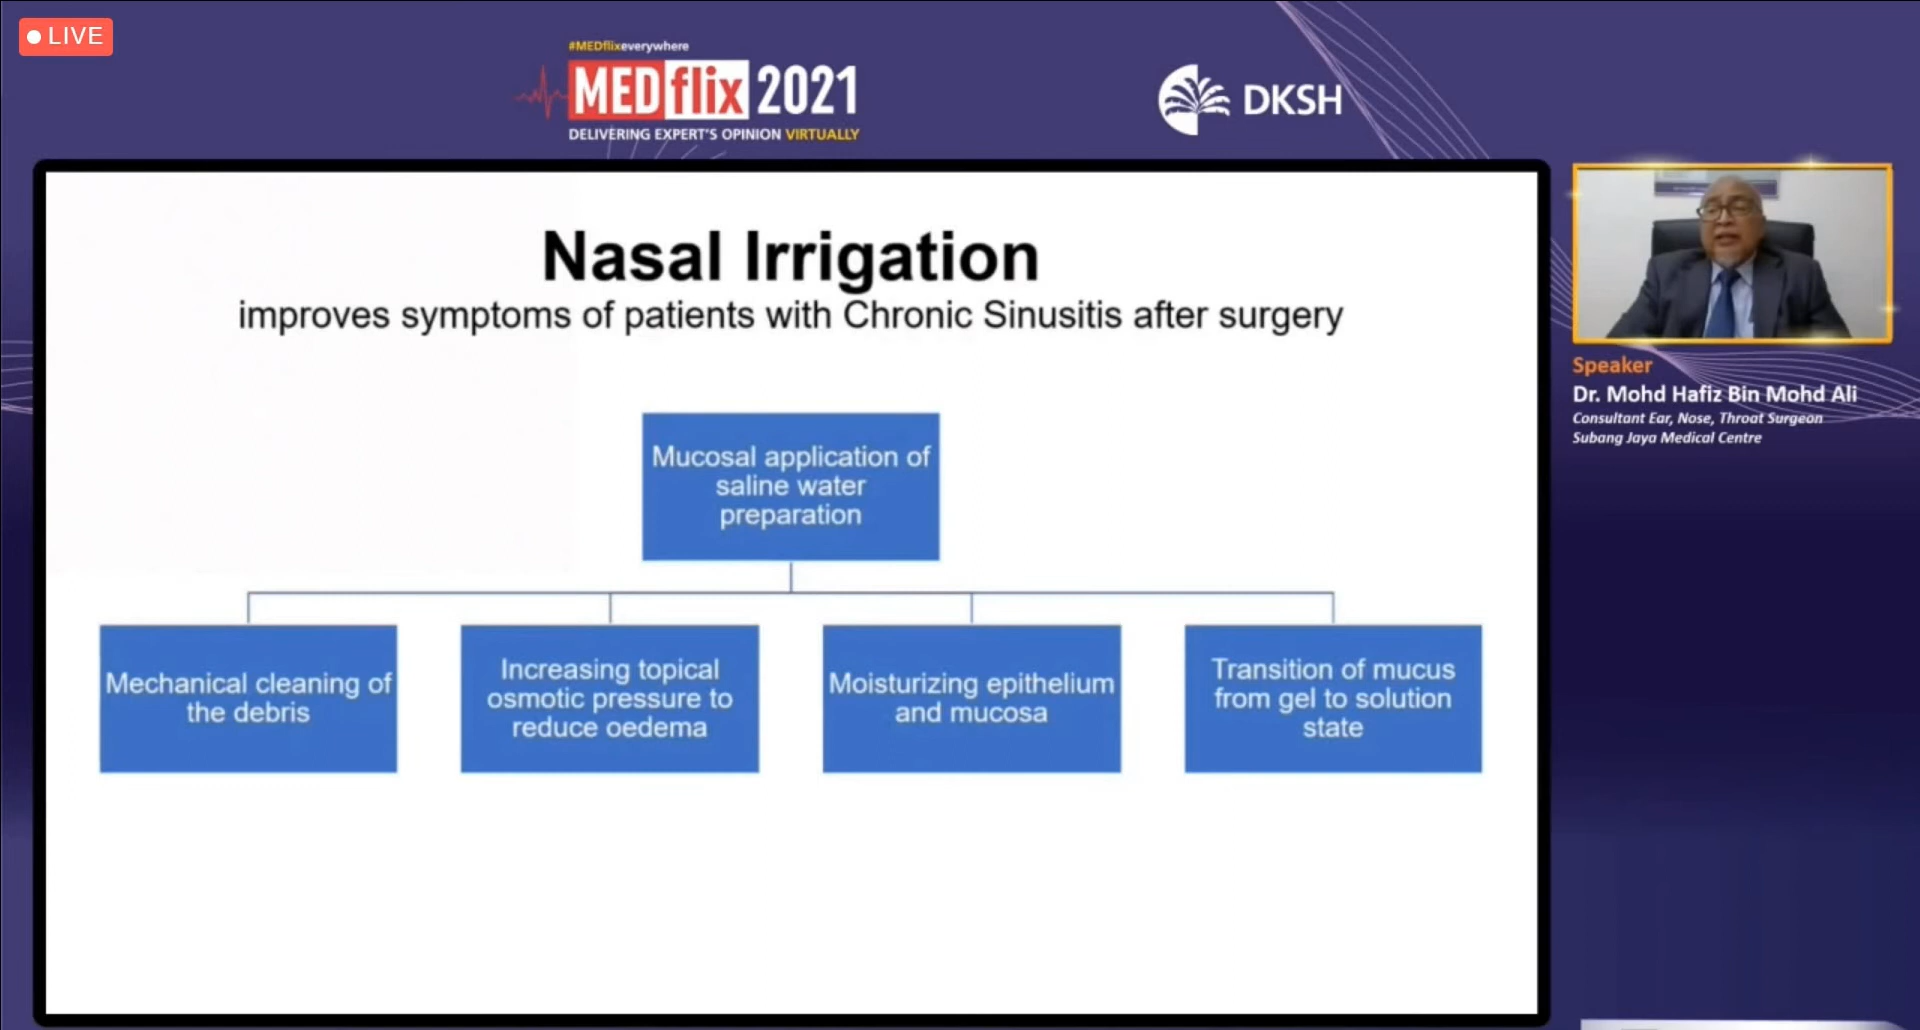 LIVE
#MEDflixeverywhere
MEDflix 2021
DELIVERING EXPERT'S OPINION VIRTUALLY
DKSH
Nasal Irrigation
improves symptoms of patients with Chronic Sinusitis after surgery
Mucosal application of
saline water
preparation
Mechanical cleaning of
the debris
Increasing topical
osmotic pressure to
reduce oedema
Moisturizing epithelium
and mucosa
Transition of mucus
from gel to solution
state
Speaker
Dr. Mohd Hafiz Bin Mohd Ali
Consultant Ear, Nose, Throat Surgeon
Subang Jaya Medical Centre